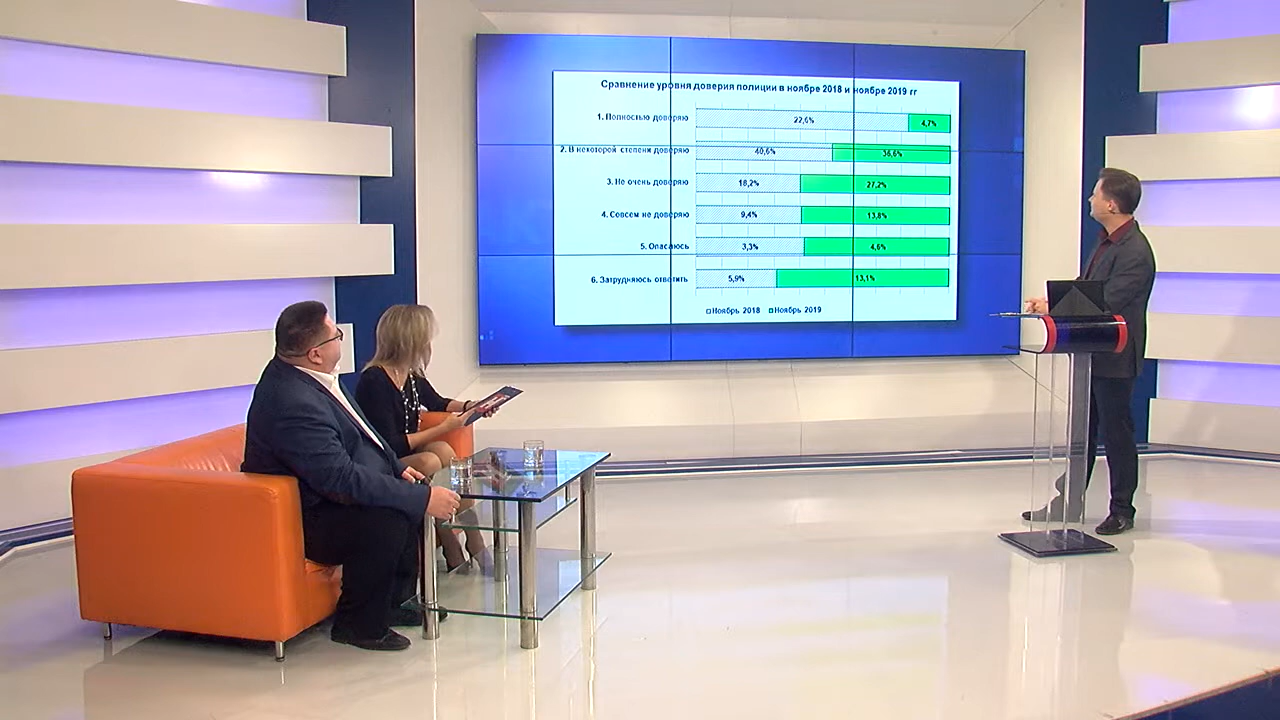 Сравнение уровня доверия полиции в ноябре 2018 и ноябре 2019 гг
1. Полностью доверяю 22,6% 4,7%
2. В некоторой степени доверяю 40,6% 36,6%
3. Не очень доверяю 18,2% 27,2%
4. Совсем не доверяю 9,4% 13,8%
5. Опасаюсь 3,3% 4,6%
6. Затрудняюсь ответить 5,9% 13,1%
Ноябрь 2018 Ноябрь 2019